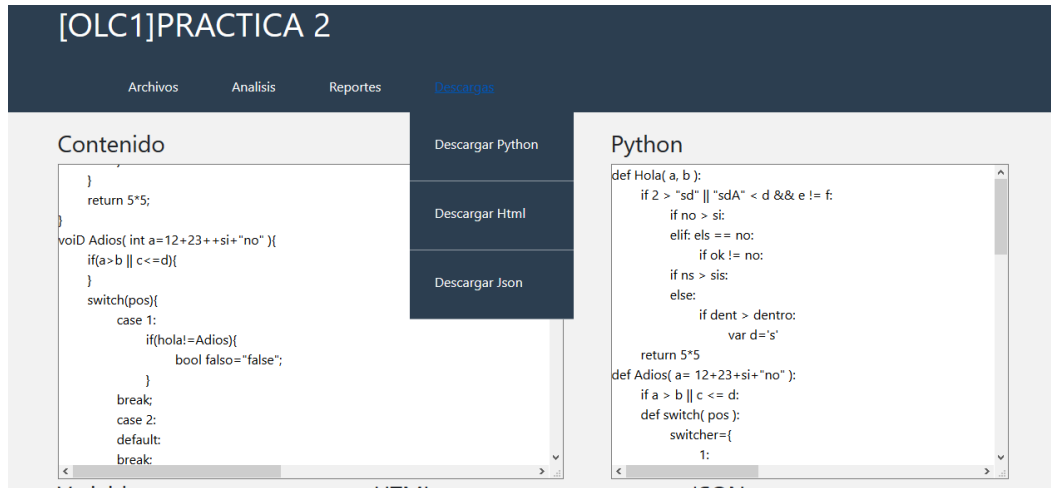 [OLC1]PRACTICA 2
Archivos Analisis Reportes Descargas
Descargar Python
Descargar Html
Descargar Json
Contenido
}
return 5*5;
}
voiD Adios( int a=12+23++si+"no" ){
if(a>b || c<=d){
}
switch(pos){
case 1:
if(hola!=Adios){
bool falso="false";
}
break;
case 2:
default:
break;
Python
def Hola( a, b ):
if 2 > "sd" || "sdA" < d && e != f:
if no > si:
elif: els == no:
if ok != no:
if ns > sis:
else:
if dent > dentro:
var d='s'
return 5*5
def Adios( a= 12+23+si+"no" ):
if a > b || c <= d:
def switch( pos ):
switcher={
1: